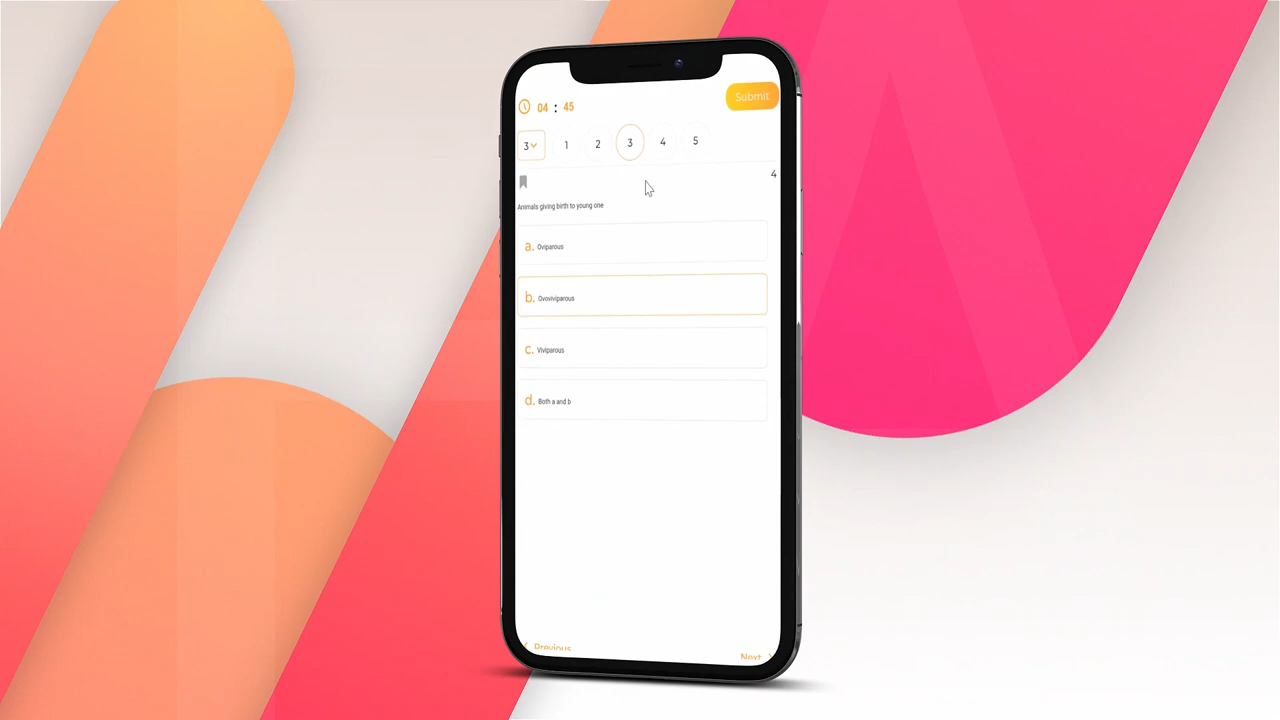 04 : 45
Submit
3 1 2 3 4 5
4
Animals giving birth to young one
a. Oviparous
b. Ovoviviparous
c. Viviparous
d. Both a and b
Previous
Next